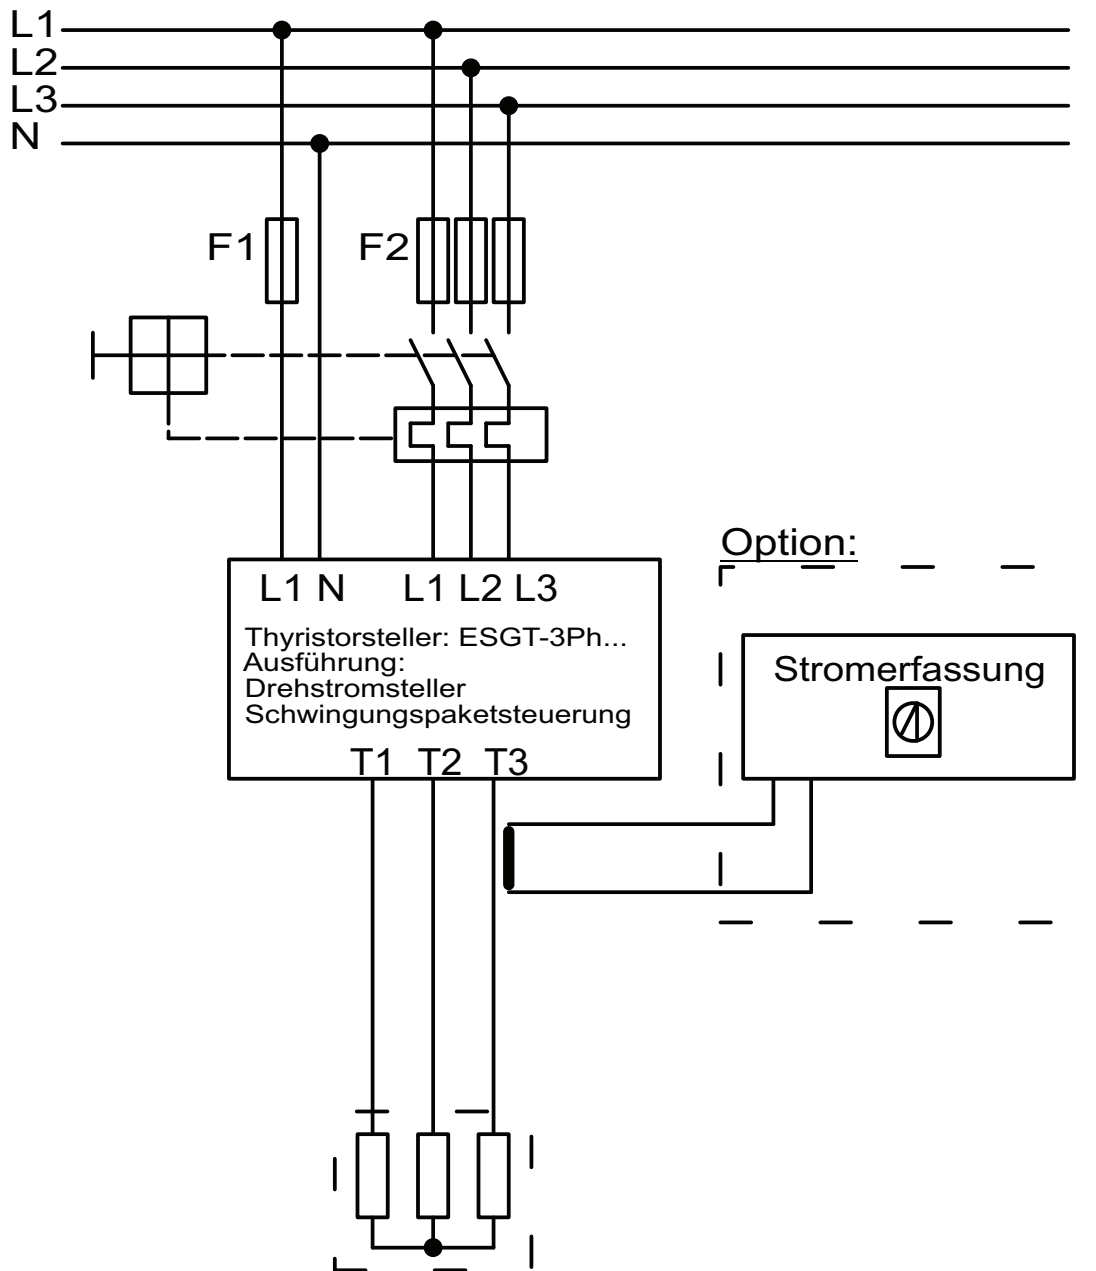 L1
L2
L3
N
F1 F2
Option:
L1 N L1 L2 L3
Thyristorsteller: ESGT-3Ph...
Ausführung:
Drehstromsteller
Schwingungspaketsteuerung
T1 T2 T3
Stromerfassung